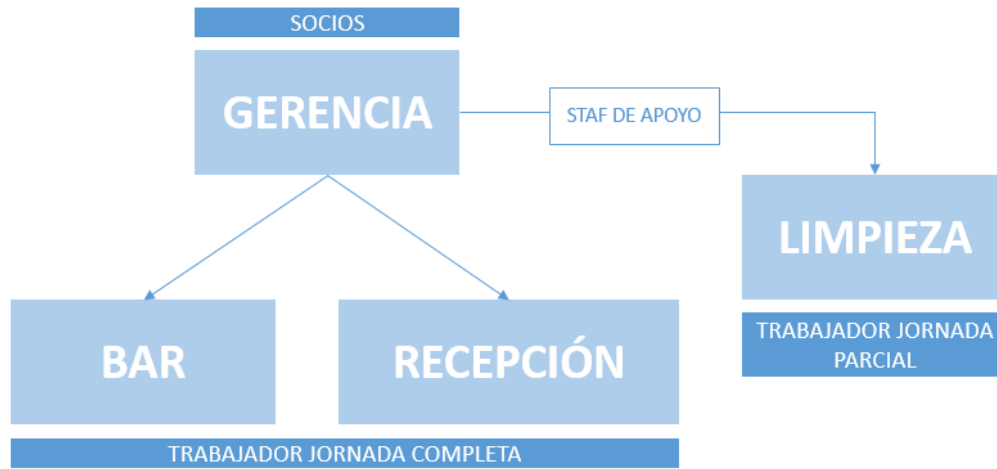 SOCIOS
GERENCIA
STAF DE APOYO
LIMPIEZA
TRABAJADOR JORNADA
PARCIAL
BAR
RECEPCIÓN
TRABAJADOR JORNADA COMPLETA